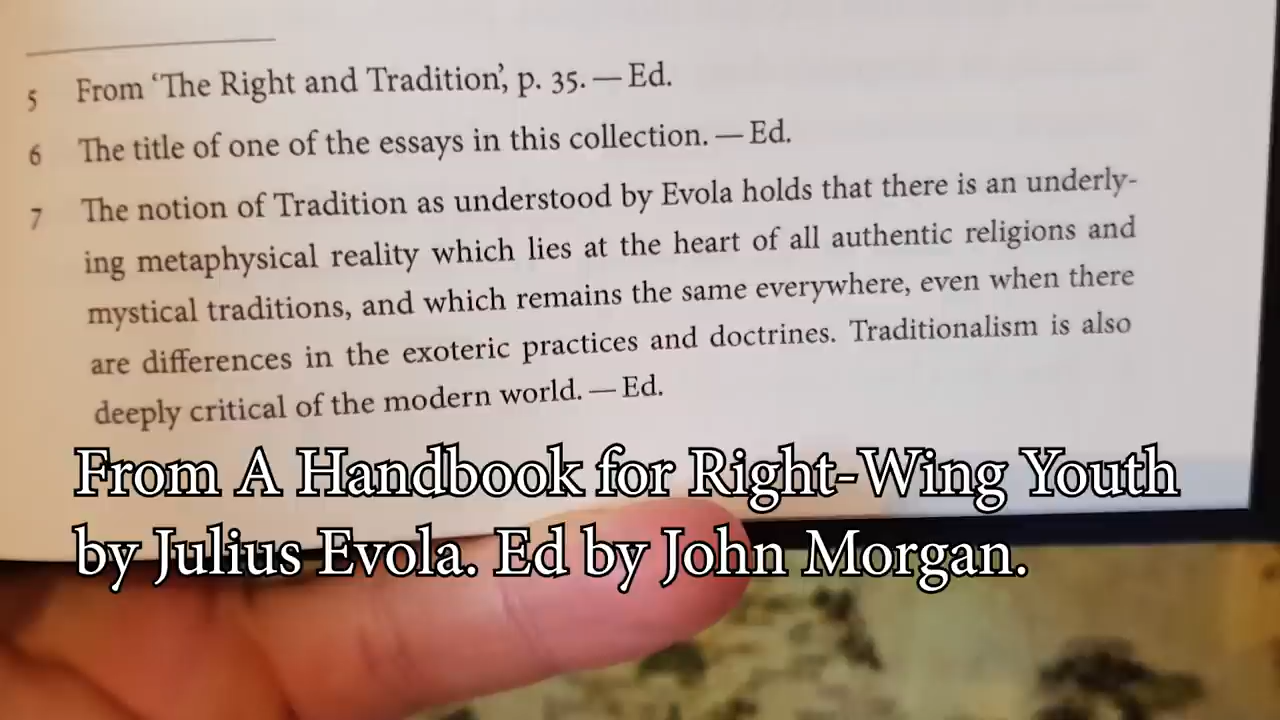 5 From ‘The Right and Tradition’, p. 35. — Ed.
6 The title of one of the essays in this collection. — Ed.
7 The notion of Tradition as understood by Evola holds that there is an underly-
ing metaphysical reality which lies at the heart of all authentic religions and
mystical traditions, and which remains the same everywhere, even when there
are differences in the exoteric practices and doctrines. Traditionalism is also
deeply critical of the modern world. — Ed.
From A Handbook for Right-Wing Youth
by Julius Evola. Ed by John Morgan.